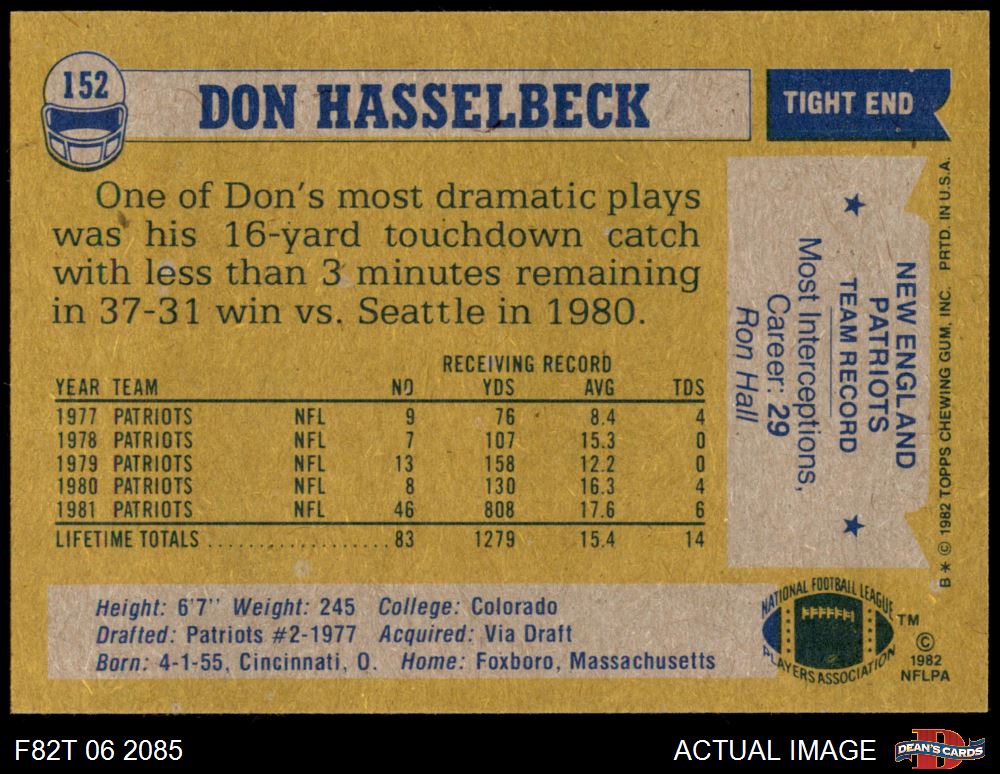 152
DON HASSELBECK
TIGHT END
One of Don's most dramatic plays
was his 16-yard touchdown catch
with less than 3 minutes remaining
in 37-31 win vs. Seattle in 1980.
RECEIVING RECORD
YEAR TEAM NO YDS AVG TDS
1977 PATRIOTS NFL 9 76 8.4 4
1978 PATRIOTS NFL 7 107 15.3 0
1979 PATRIOTS NFL 13 158 12.2 0
1980 PATRIOTS NFL 8 130 16.3 4
1981 PATRIOTS NFL 46 808 17.6 6
LIFETIME TOTALS ................... 83 1279 15.4 14
NEW ENGLAND
PATRIOTS
TEAM RECORD
Most Interceptions,
Career: 29
Ron Hall
B * © 1982 TOPPS CHEWING GUM, INC. PRTD. IN U.S.A.
Height: 6'7" Weight: 245 College: Colorado
Drafted: Patriots #2-1977 Acquired: Via Draft
Born: 4-1-55, Cincinnati, O. Home: Foxboro, Massachusetts
NATIONAL FOOTBALL LEAGUE
PLAYERS ASSOCIATION
TM
©
1982
NFLPA
F82T 06 2085
ACTUAL IMAGE
D
DEAN'S CARDS